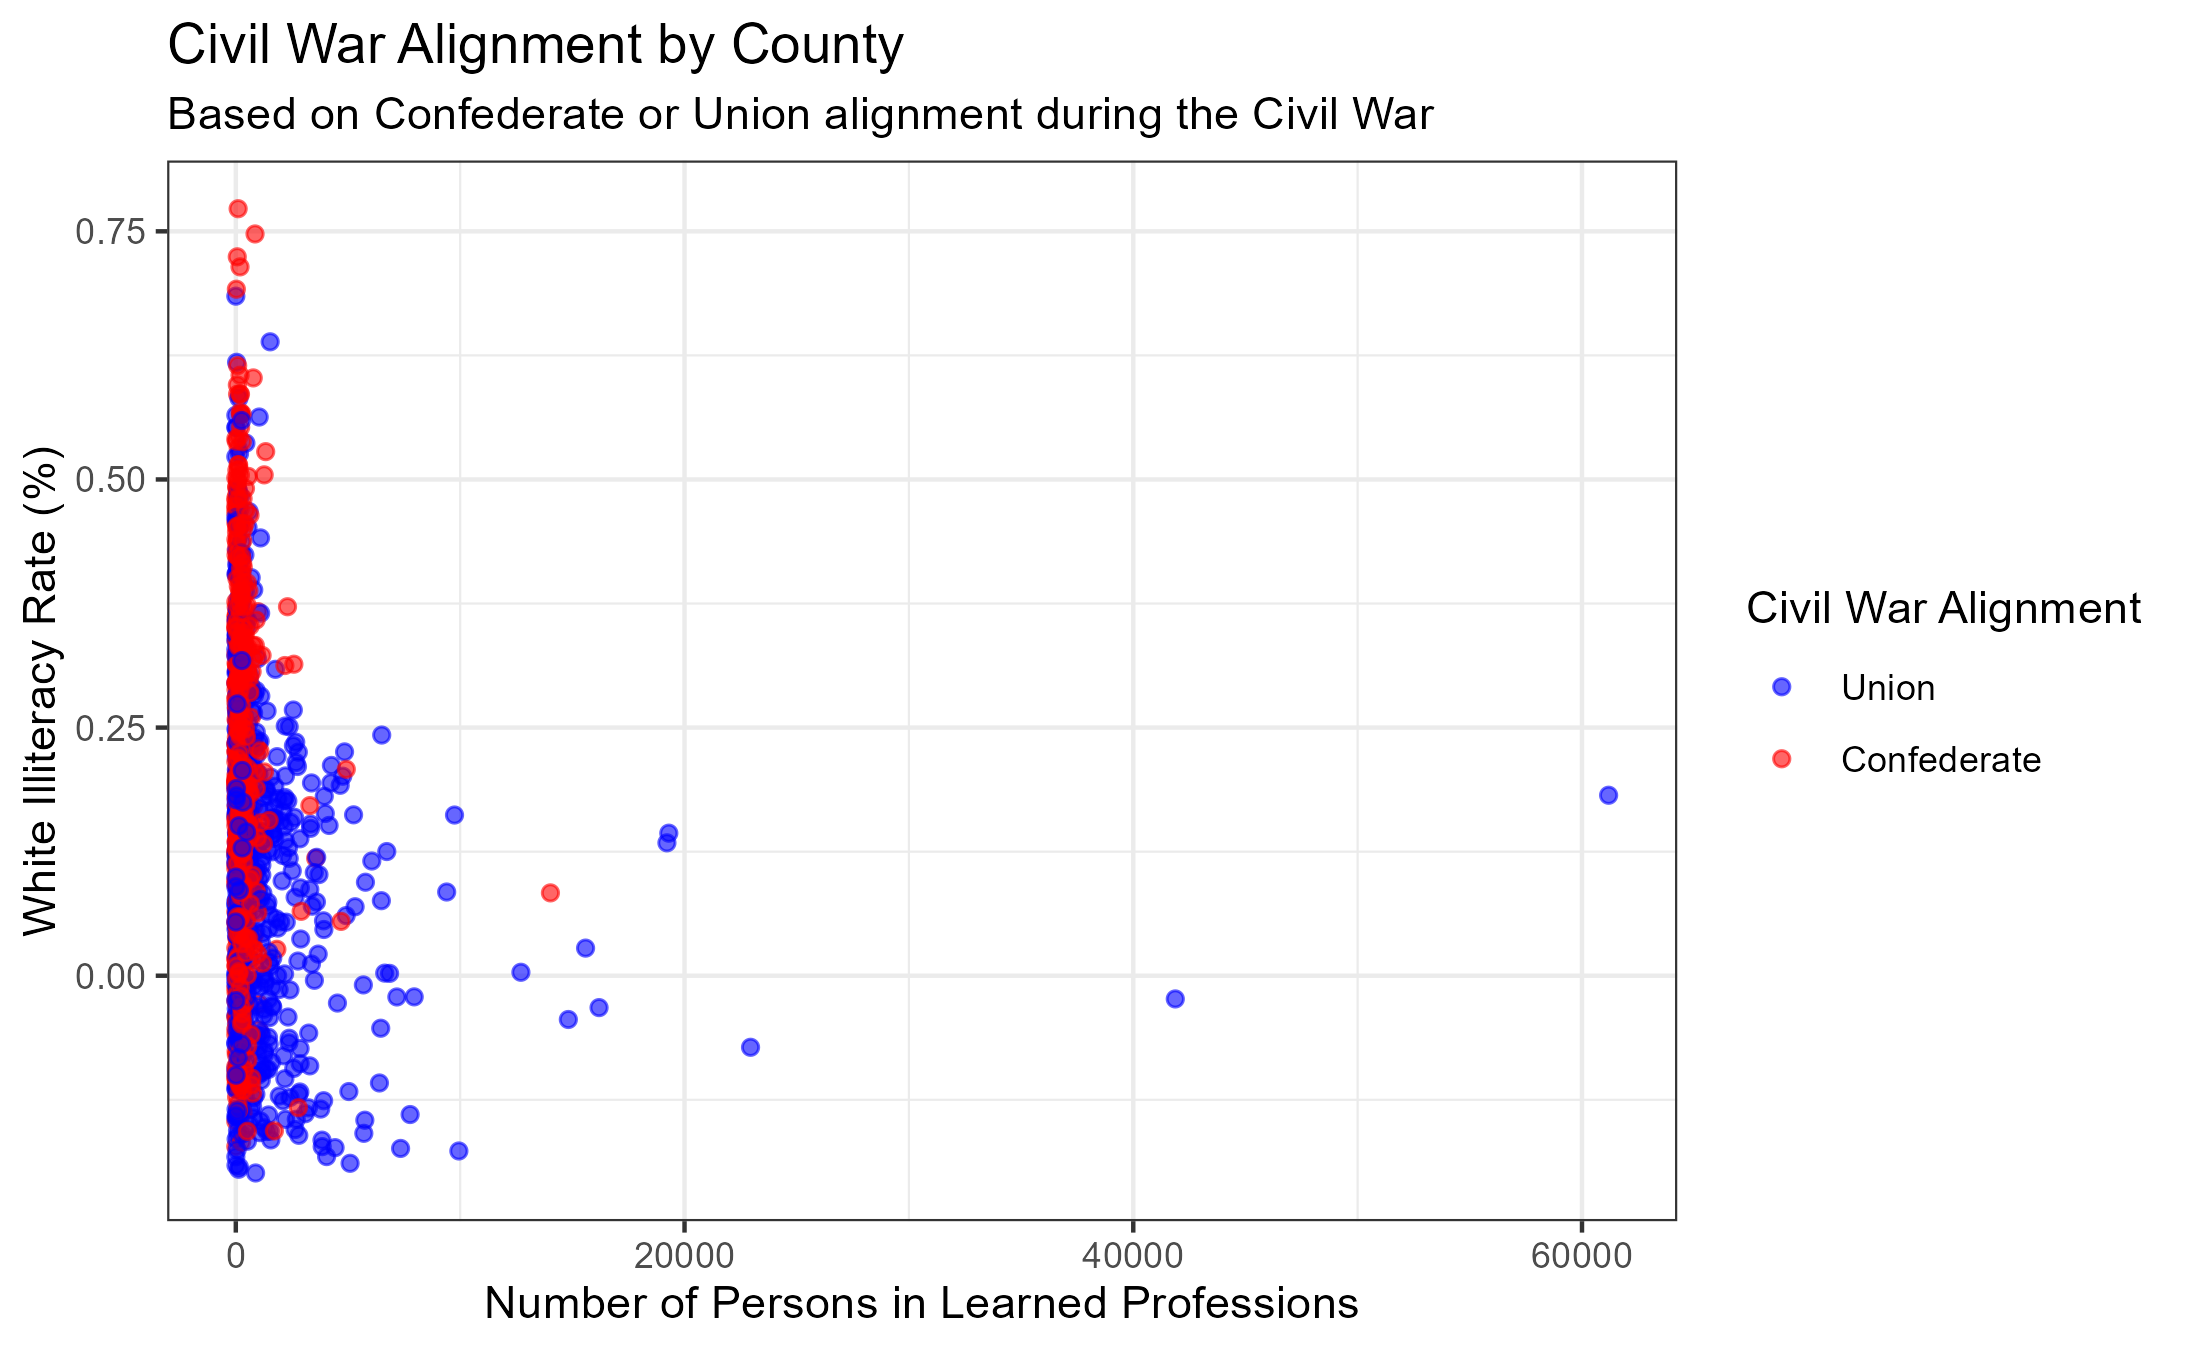 Civil War Alignment by County
Based on Confederate or Union alignment during the Civil War
0.75
0.50
0.25
0.00
White Illiteracy Rate (%)
0
20000
40000
60000
Number of Persons in Learned Professions
Civil War Alignment
Union
Confederate